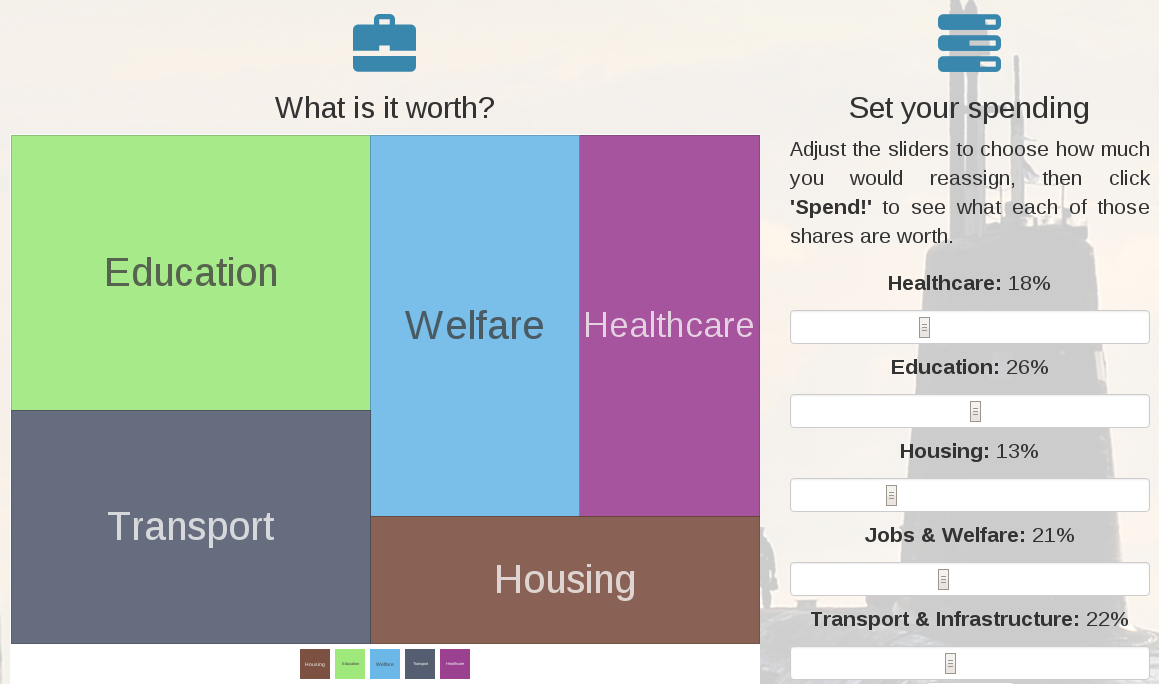 What is it worth?
Education
Welfare
Healthcare
Transport
Housing
Housing
Education
Welfare
Transport
Healthcare
Set your spending
Adjust the sliders to choose how much
you would reassign, then click
'Spend!' to see what each of those
shares are worth.
Healthcare: 18%
Education: 26%
Housing: 13%
Jobs & Welfare: 21%
Transport & Infrastructure: 22%